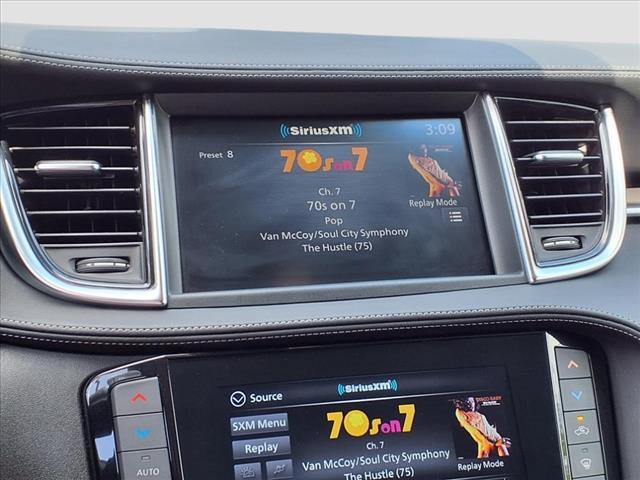 SiriusXM
3:09
Preset 8
70s on 7
Ch. 7
70s on 7
Pop
Van McCoy/Soul City Symphony
The Hustle (75)
Replay Mode
SiriusXM
Source
SXM Menu
Replay
70s on 7
Ch. 7
Van McCoy/Soul City Symphony
The Hustle (75)
DISCO BABY
Replay Mode
AUTO